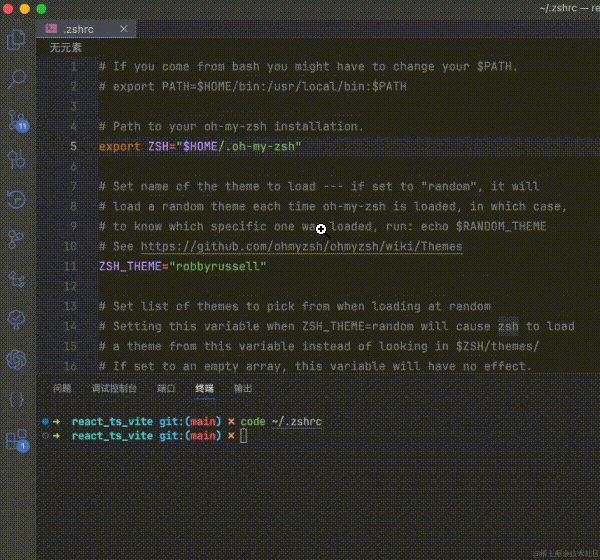 ~/.zshrc — re
.zshrc ×
无元素
1 # If you come from bash you might have to change your $PATH.
2 # export PATH=$HOME/bin:/usr/local/bin:$PATH
3
4 # Path to your oh-my-zsh installation.
5 export ZSH="$HOME/.oh-my-zsh"
6
7 # Set name of the theme to load --- if set to "random", it will
8 # load a random theme each time oh-my-zsh is loaded, in which case,
9 # to know which specific one was loaded, run: echo $RANDOM_THEME
10 # See https://github.com/ohmyzsh/ohmyzsh/wiki/Themes
11 ZSH_THEME="robbyrussell"
12
13 # Set list of themes to pick from when loading at random
14 # Setting this variable when ZSH_THEME=random will cause zsh to load
15 # a theme from this variable instead of looking in $ZSH/themes/
16 # If set to an empty array, this variable will have no effect.
11
1
问题 调试控制台 端口 终端 输出
➜ react_ts_vite git:(main) × code ~/.zshrc
➜ react_ts_vite git:(main) ×
@稀土掘金技术社区